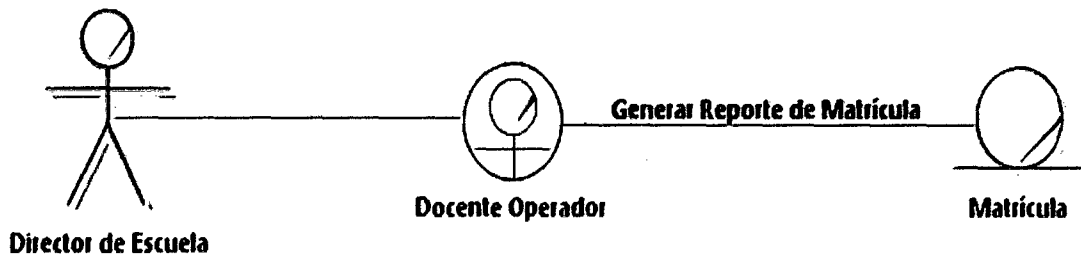 Generar Reporte de Matrícula
Docente Operador
Matrícula
Director de Escuela